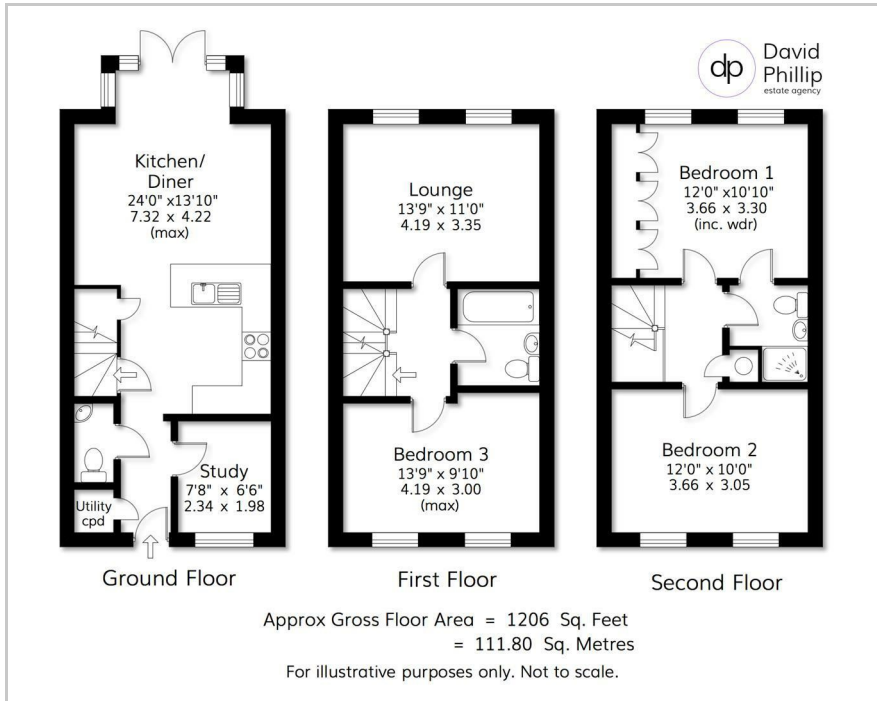 dp
David
Phillip
estate agency
Kitchen/
Diner
24'0" x13'10"
7.32 x 4.22
(max)
Study
7'8" x 6'6"
2.34 x 1.98
Utility
cpd
Ground Floor
Lounge
13'9" x 11'0"
4.19 x 3.35
Bedroom 3
13'9" x 9'10"
4.19 x 3.00
(max)
First Floor
Bedroom 1
12'0" x10'10"
3.66 x 3.30
(inc. wdr)
Bedroom 2
12'0" x 10'0"
3.66 x 3.05
Second Floor
Approx Gross Floor Area = 1206 Sq. Feet
= 111.80 Sq. Metres
For illustrative purposes only. Not to scale.